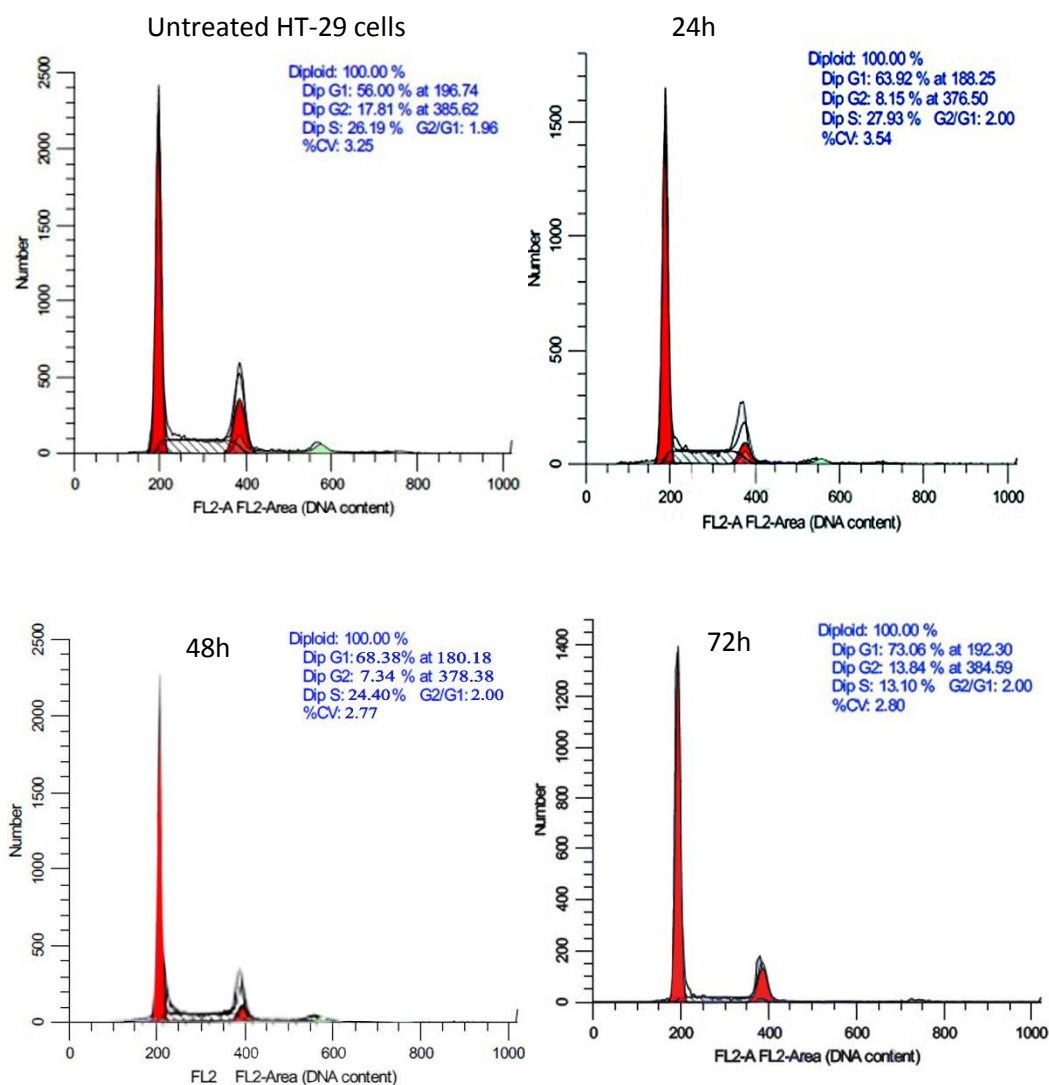 Untreated HT-29 cells
24h
Diploid: 100.00 %
Dip G1: 56.00 % at 196.74
Dip G2: 17.81 % at 385.62
Dip S: 26.19 % G2/G1: 1.96
%CV: 3.25
Number
2500
2000
1500
1000
500
0
0 200 400 600 800 1000
FL2-A FL2-Area (DNA content)
Diploid: 100.00 %
Dip G1: 63.92 % at 188.25
Dip G2: 8.15 % at 376.50
Dip S: 27.93 % G2/G1: 2.00
%CV: 3.54
Number
1500
1000
500
0
0 200 400 600 800 1000
FL2-A FL2-Area (DNA content)
48h
Diploid: 100.00 %
Dip G1: 68.38% at 180.18
Dip G2: 7.34 % at 378.38
Dip S: 24.40 % G2/G1: 2.00
%CV: 2.77
Number
2500
2000
1500
1000
500
0
0 200 400 600 800 1000
FL2 FL2-Area (DNA content)
72h
Diploid: 100.00 %
Dip G1: 73.06 % at 192.30
Dip G2: 13.84 % at 384.59
Dip S: 13.10 % G2/G1: 2.00
%CV: 2.80
Number
1400
1200
1000
800
600
400
200
0
0 200 400 600 800 1000
FL2-A FL2-Area (DNA content)